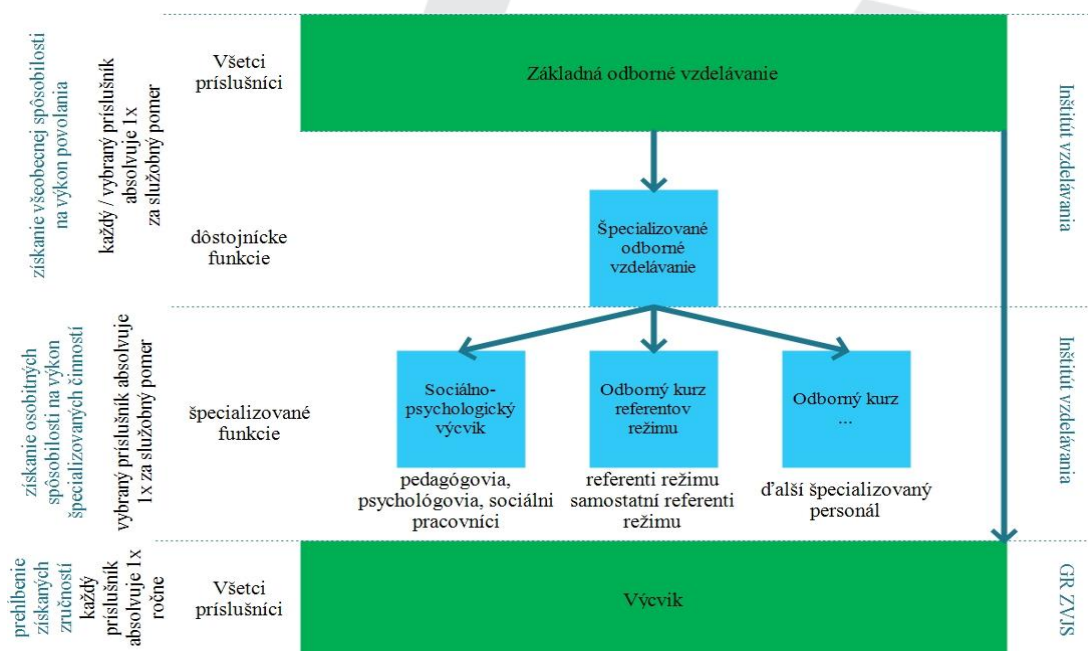 získanie všeobecnej spôsobilosti
na výkon povolania
každý / vybraný príslušník
absolvuje 1x
za služobný pomer
Všetci
príslušníci
Základná odborné vzdelávanie
Inštitút vzdelávania
dôstojnícke
funkcie
Špecializované
odborné
vzdelávanie
získanie osobitných
spôsobilostí na výkon
špecializovaných činností
vybraný príslušník absolvuje
1x za služobný pomer
špecializované
funkcie
Sociálno-
psychologický
výcvik
pedagógovia,
psychológovia, sociálni
pracovníci
Odborný kurz
referentov
režimu
referenti režimu
samostatní referenti
režimu
Odborný kurz
...
ďalší špecializovaný
personál
Inštitút vzdelávania
prehĺbenie
získaných
zručností
každý
príslušník
absolvuje 1x
ročne
Všetci
príslušníci
Výcvik
GR ZVJS